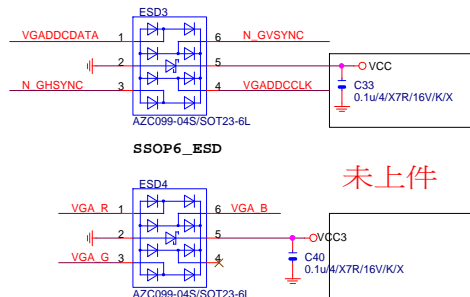 ESD3
VGADDCDATA 1 6 N_GVSYNC
2 5 VCC
N_GHSYNC 3 4 VGADDCCLK
C33
0.1u/4/X7R/16V/K/X
AZC099-04S/SOT23-6L
SSOP6_ESD
未上件
ESD4
VGA_R 1 6 VGA_B
2 5 VCC3
VGA_G 3 4
C40
0.1u/4/X7R/16V/K/X
AZC099-04S/SOT23-6L